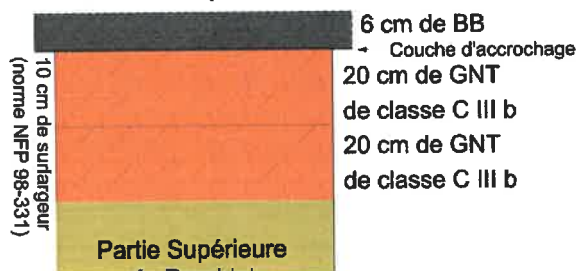 6 cm de BB
Couche d'accrochage
20 cm de GNT
de classe C III b
20 cm de GNT
de classe C III b
10 cm de surlargeur
(norme NFP 98-331)
Partie Supérieure